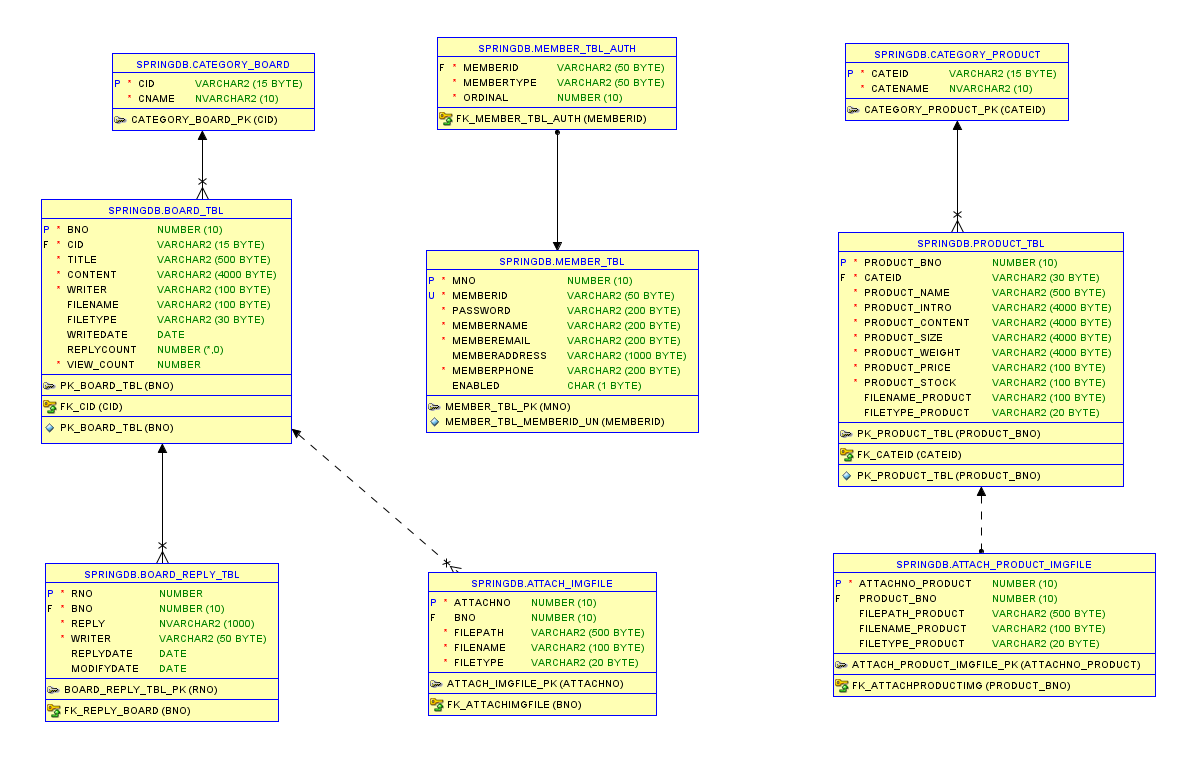 SPRINGDB.CATEGORY_BOARD
P * CID VARCHAR2 (15 BYTE)
* CNAME NVARCHAR2 (10)
CATEGORY_BOARD_PK (CID)
SPRINGDB.MEMBER_TBL_AUTH
F * MEMBERID VARCHAR2 (50 BYTE)
* MEMBERTYPE VARCHAR2 (50 BYTE)
* ORDINAL NUMBER (10)
FK_MEMBER_TBL_AUTH (MEMBERID)
SPRINGDB.CATEGORY_PRODUCT
P * CATEID VARCHAR2 (15 BYTE)
* CATENAME NVARCHAR2 (10)
CATEGORY_PRODUCT_PK (CATEID)
SPRINGDB.BOARD_TBL
P * BNO NUMBER (10)
F * CID VARCHAR2 (15 BYTE)
* TITLE VARCHAR2 (500 BYTE)
* CONTENT VARCHAR2 (4000 BYTE)
* WRITER VARCHAR2 (100 BYTE)
FILENAME VARCHAR2 (100 BYTE)
FILETYPE VARCHAR2 (30 BYTE)
WRITEDATE DATE
REPLYCOUNT NUMBER (*,0)
* VIEW_COUNT NUMBER
PK_BOARD_TBL (BNO)
FK_CID (CID)
PK_BOARD_TBL (BNO)
SPRINGDB.MEMBER_TBL
P * MNO NUMBER (10)
U * MEMBERID VARCHAR2 (50 BYTE)
* PASSWORD VARCHAR2 (200 BYTE)
* MEMBERNAME VARCHAR2 (200 BYTE)
* MEMBEREMAIL VARCHAR2 (200 BYTE)
MEMBERADDRESS VARCHAR2 (1000 BYTE)
* MEMBERPHONE VARCHAR2 (200 BYTE)
ENABLED CHAR (1 BYTE)
MEMBER_TBL_PK (MNO)
MEMBER_TBL_MEMBERID_UN (MEMBERID)
SPRINGDB.PRODUCT_TBL
P * PRODUCT_BNO NUMBER (10)
F * CATEID VARCHAR2 (30 BYTE)
* PRODUCT_NAME VARCHAR2 (500 BYTE)
* PRODUCT_INTRO VARCHAR2 (4000 BYTE)
* PRODUCT_CONTENT VARCHAR2 (4000 BYTE)
* PRODUCT_SIZE VARCHAR2 (4000 BYTE)
* PRODUCT_WEIGHT VARCHAR2 (4000 BYTE)
* PRODUCT_PRICE VARCHAR2 (100 BYTE)
* PRODUCT_STOCK VARCHAR2 (100 BYTE)
FILENAME_PRODUCT VARCHAR2 (100 BYTE)
FILETYPE_PRODUCT VARCHAR2 (20 BYTE)
PK_PRODUCT_TBL (PRODUCT_BNO)
FK_CATEID (CATEID)
PK_PRODUCT_TBL (PRODUCT_BNO)
SPRINGDB.BOARD_REPLY_TBL
P * RNO NUMBER
F * BNO NUMBER (10)
* REPLY NVARCHAR2 (1000)
* WRITER VARCHAR2 (50 BYTE)
REPLYDATE DATE
MODIFYDATE DATE
BOARD_REPLY_TBL_PK (RNO)
FK_REPLY_BOARD (BNO)
SPRINGDB.ATTACH_IMGFILE
P * ATTACHNO NUMBER (10)
F BNO NUMBER (10)
* FILEPATH VARCHAR2 (500 BYTE)
* FILENAME VARCHAR2 (100 BYTE)
* FILETYPE VARCHAR2 (20 BYTE)
ATTACH_IMGFILE_PK (ATTACHNO)
FK_ATTACHIMGFILE (BNO)
SPRINGDB.ATTACH_PRODUCT_IMGFILE
P * ATTACHNO_PRODUCT NUMBER (10)
F PRODUCT_BNO NUMBER (10)
FILEPATH_PRODUCT VARCHAR2 (500 BYTE)
FILENAME_PRODUCT VARCHAR2 (100 BYTE)
FILETYPE_PRODUCT VARCHAR2 (20 BYTE)
ATTACH_PRODUCT_IMGFILE_PK (ATTACHNO_PRODUCT)
FK_ATTACHPRODUCTIMG (PRODUCT_BNO)